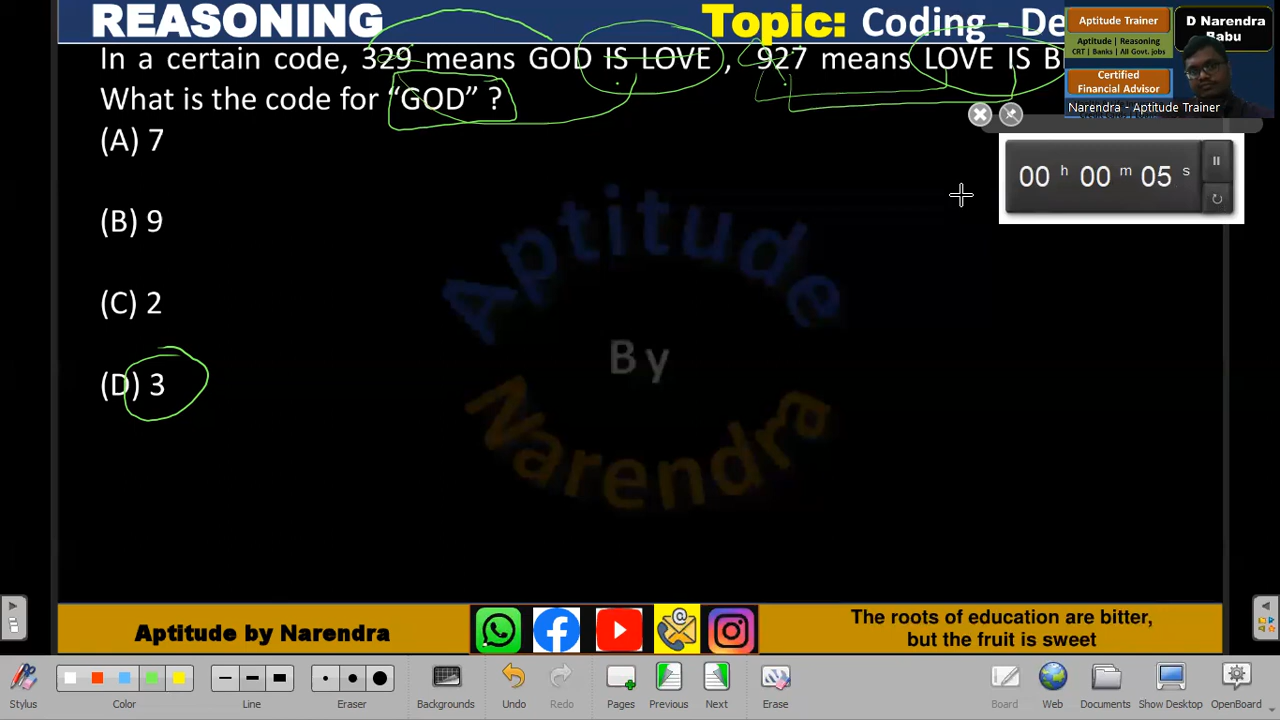 REASONING
Topic: Coding - De
Aptitude Trainer
Aptitude | Reasoning
CRT | Banks | All Govt. jobs
Certified
Financial Advisor
D Narendra
Babu
Narendra - Aptitude Trainer
In a certain code, 329 means GOD IS LOVE , 927 means LOVE IS B
What is the code for “GOD” ?
(A) 7
(B) 9
(C) 2
(D) 3
00 h 00 m 05 s
Aptitude
By
Narendra
Aptitude by Narendra
The roots of education are bitter,
but the fruit is sweet
Stylus
Color
Line
Eraser
Backgrounds
Undo
Redo
Pages
Previous
Next
Erase
Board
Web
Documents
Show Desktop
OpenBoard